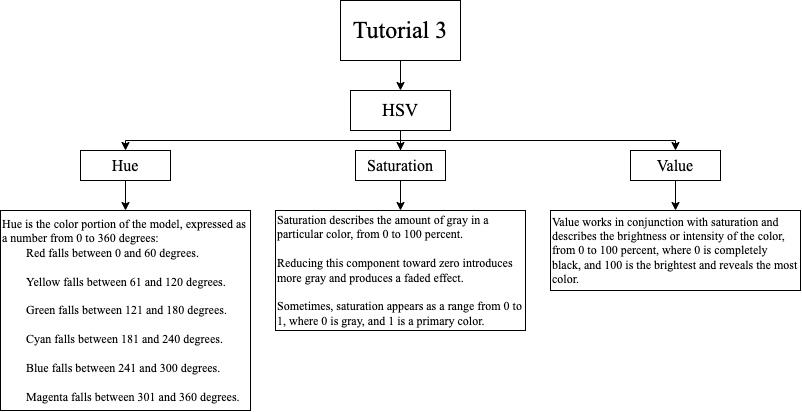 Tutorial 3
HSV
Hue
Saturation
Value
Hue is the color portion of the model, expressed as
a number from 0 to 360 degrees:
Red falls between 0 and 60 degrees.
Yellow falls between 61 and 120 degrees.
Green falls between 121 and 180 degrees.
Cyan falls between 181 and 240 degrees.
Blue falls between 241 and 300 degrees.
Magenta falls between 301 and 360 degrees.
Saturation describes the amount of gray in a
particular color, from 0 to 100 percent.
Reducing this component toward zero introduces
more gray and produces a faded effect.
Sometimes, saturation appears as a range from 0 to
1, where 0 is gray, and 1 is a primary color.
Value works in conjunction with saturation and
describes the brightness or intensity of the color,
from 0 to 100 percent, where 0 is completely
black, and 100 is the brightest and reveals the most
color.